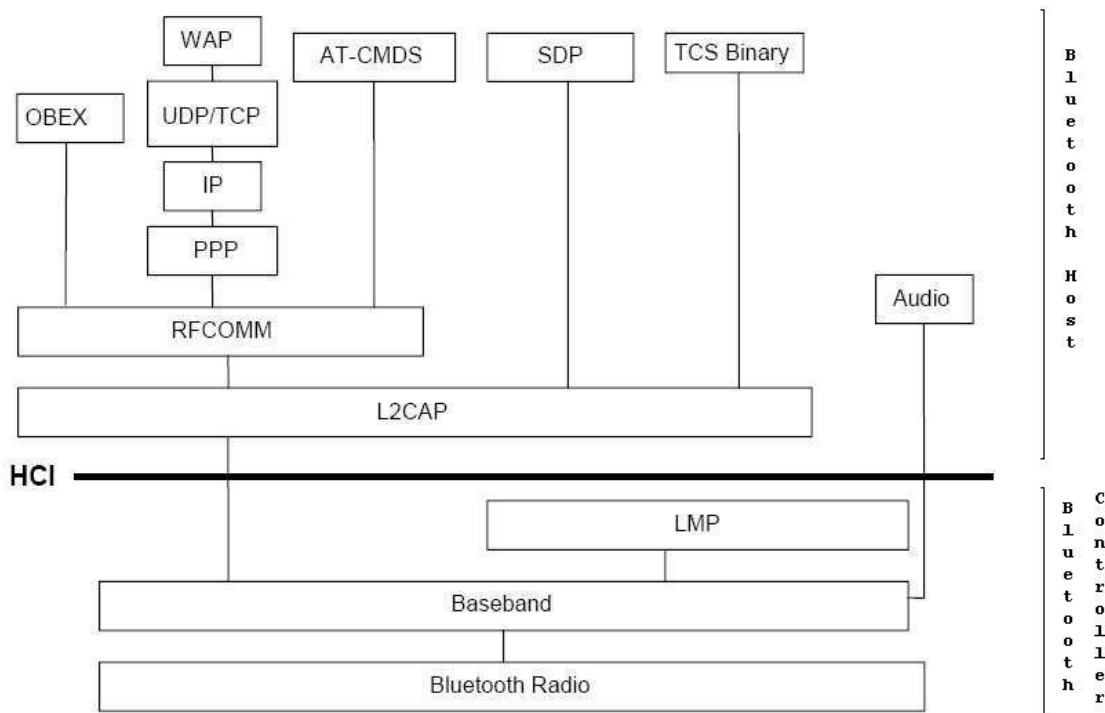 WAP
AT-CMDS
SDP
TCS Binary
OBEX
UDP/TCP
IP
PPP
Audio
RFCOMM
L2CAP
HCI
LMP
Baseband
Bluetooth Radio
Bluetooth Host
Bluetooth
Controller